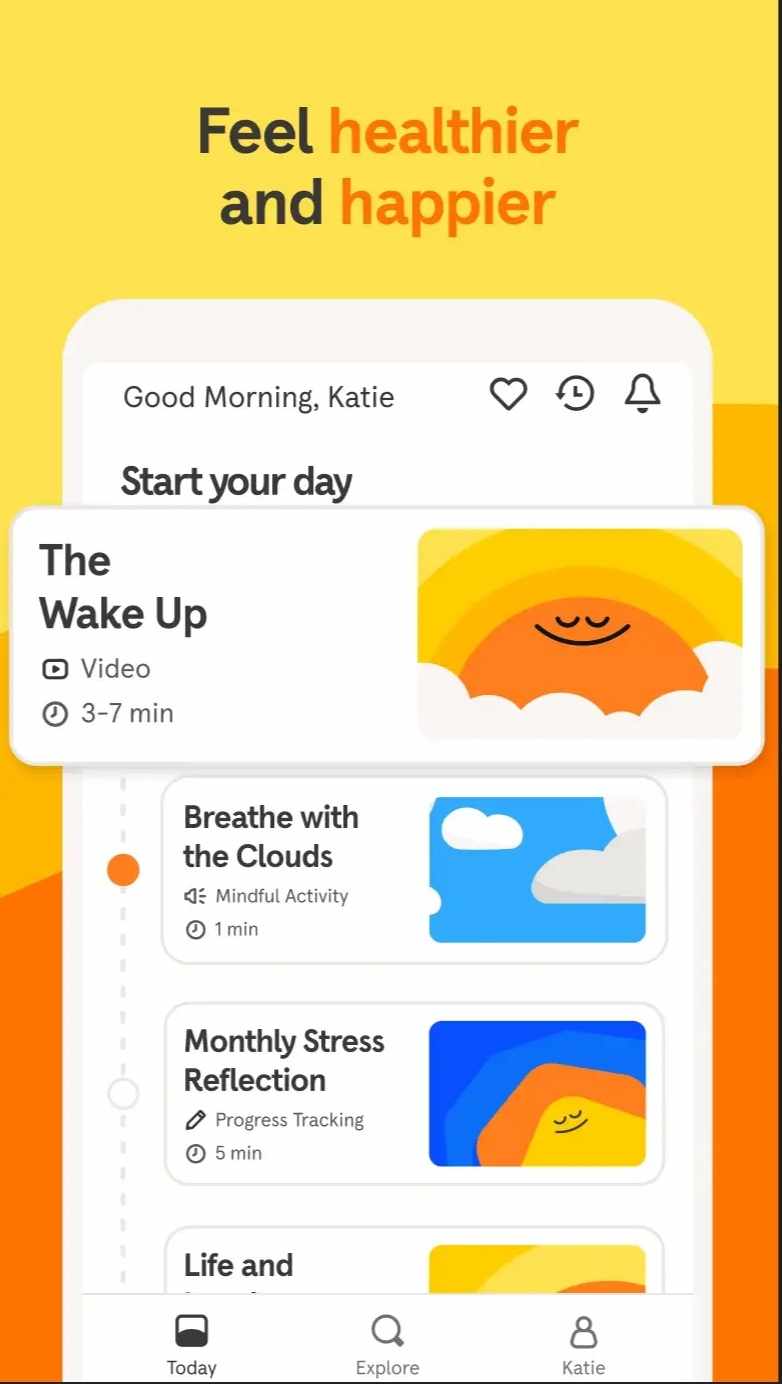 Feel healthier
and happier
Good Morning, Katie
Start your day
The
Wake Up
Video
3-7 min
Breathe with
the Clouds
Mindful Activity
1 min
Monthly Stress
Reflection
Progress Tracking
5 min
Life and
Today
Explore
Katie